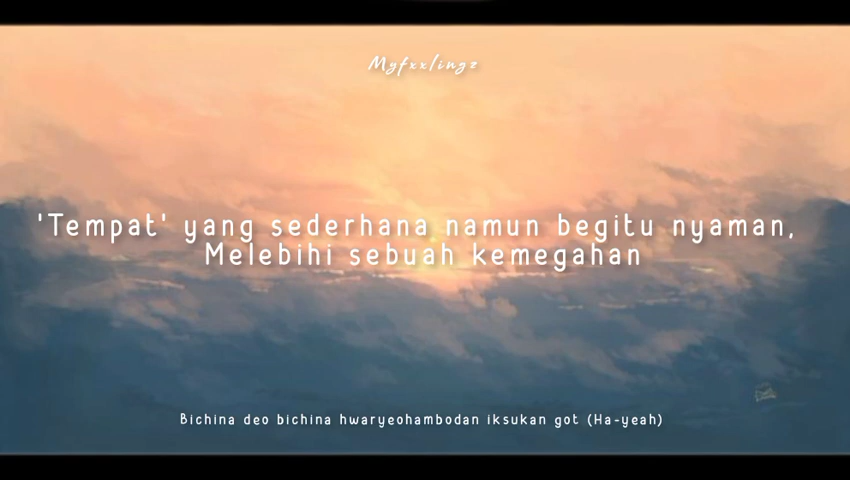 Myfxxlingz
'Tempat' yang sederhana namun begitu nyaman,
Melebihi sebuah kemegahan
Bichina deo bichina hwaryeohambodan iksukan got (Ha-yeah)